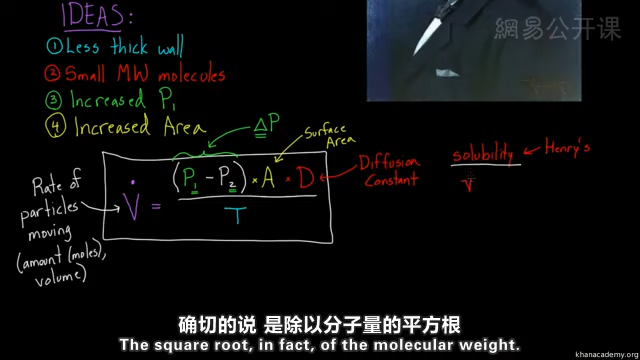 IDEAS:
① Less thick wall
② Small MW molecules
③ Increased P₁
④ Increased Area
網易公开课
ΔP
Surface Area
(P₁ - P₂) × A × D
Diffusion Constant
solubility
Henry's
√
Rate of particles moving (amount (moles), volume)
V̇ =
T
确切的说 是除以分子量的平方根
The square root, in fact, of the molecular weight.
khanacademy.org